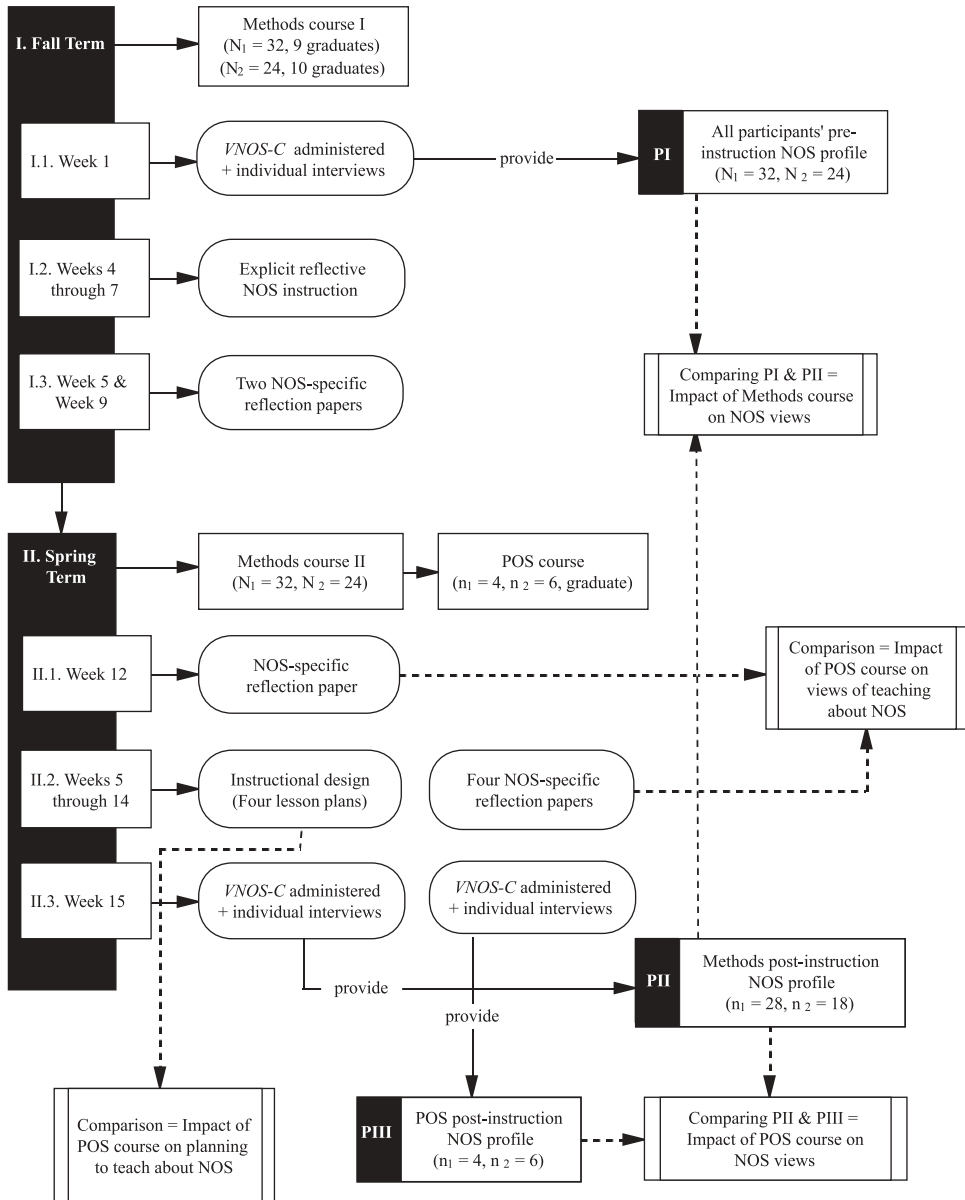 I. Fall Term
Methods course I
(N₁ = 32, 9 graduates)
(N₂ = 24, 10 graduates)
I.1. Week 1
VNOS-C administered
+ individual interviews
provide
PI
All participants' pre-
instruction NOS profile
(N₁ = 32, N ₂ = 24)
I.2. Weeks 4
through 7
Explicit reflective
NOS instruction
I.3. Week 5 &
Week 9
Two NOS-specific
reflection papers
Comparing PI & PII =
Impact of Methods course
on NOS views
II. Spring
Term
Methods course II
(N₁ = 32, N ₂ = 24)
POS course
(n₁ = 4, n ₂ = 6, graduate)
II.1. Week 12
NOS-specific
reflection paper
Comparison = Impact
of POS course on
views of teaching
about NOS
II.2. Weeks 5
through 14
Instructional design
(Four lesson plans)
Four NOS-specific
reflection papers
II.3. Week 15
VNOS-C administered
+ individual interviews
VNOS-C administered
+ individual interviews
provide
provide
PII
Methods post-instruction
NOS profile
(n₁ = 28, n ₂ = 18)
Comparison = Impact of
POS course on planning
to teach about NOS
PIII
POS post-instruction
NOS profile
(n₁ = 4, n ₂ = 6)
Comparing PII & PIII =
Impact of POS course on
NOS views